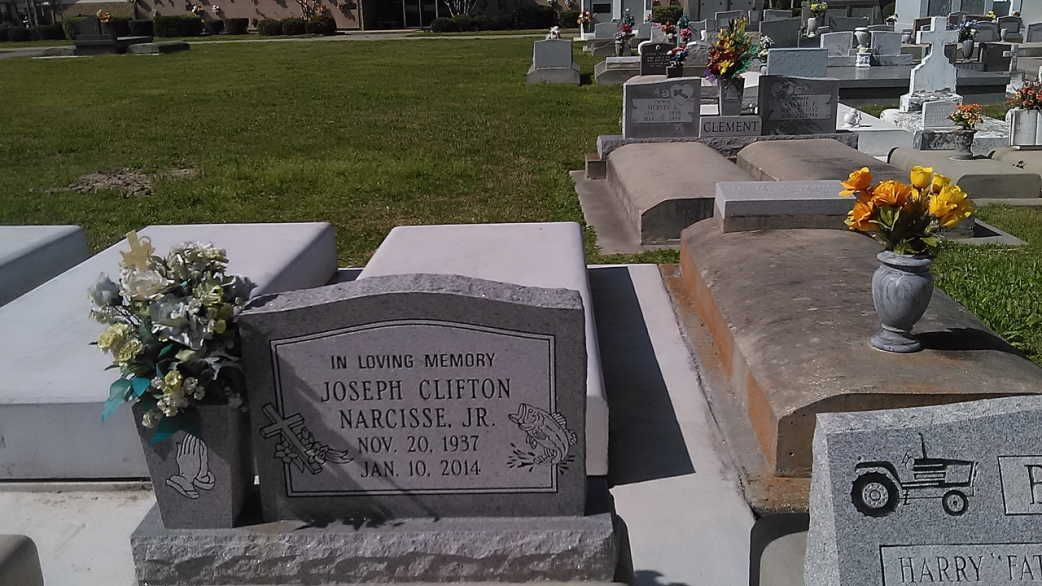 IN LOVING MEMORY
JOSEPH CLIFTON
NARCISSE, JR.
NOV. 20, 1937
JAN. 10, 2014
CLEMENT
HARRY "FAT